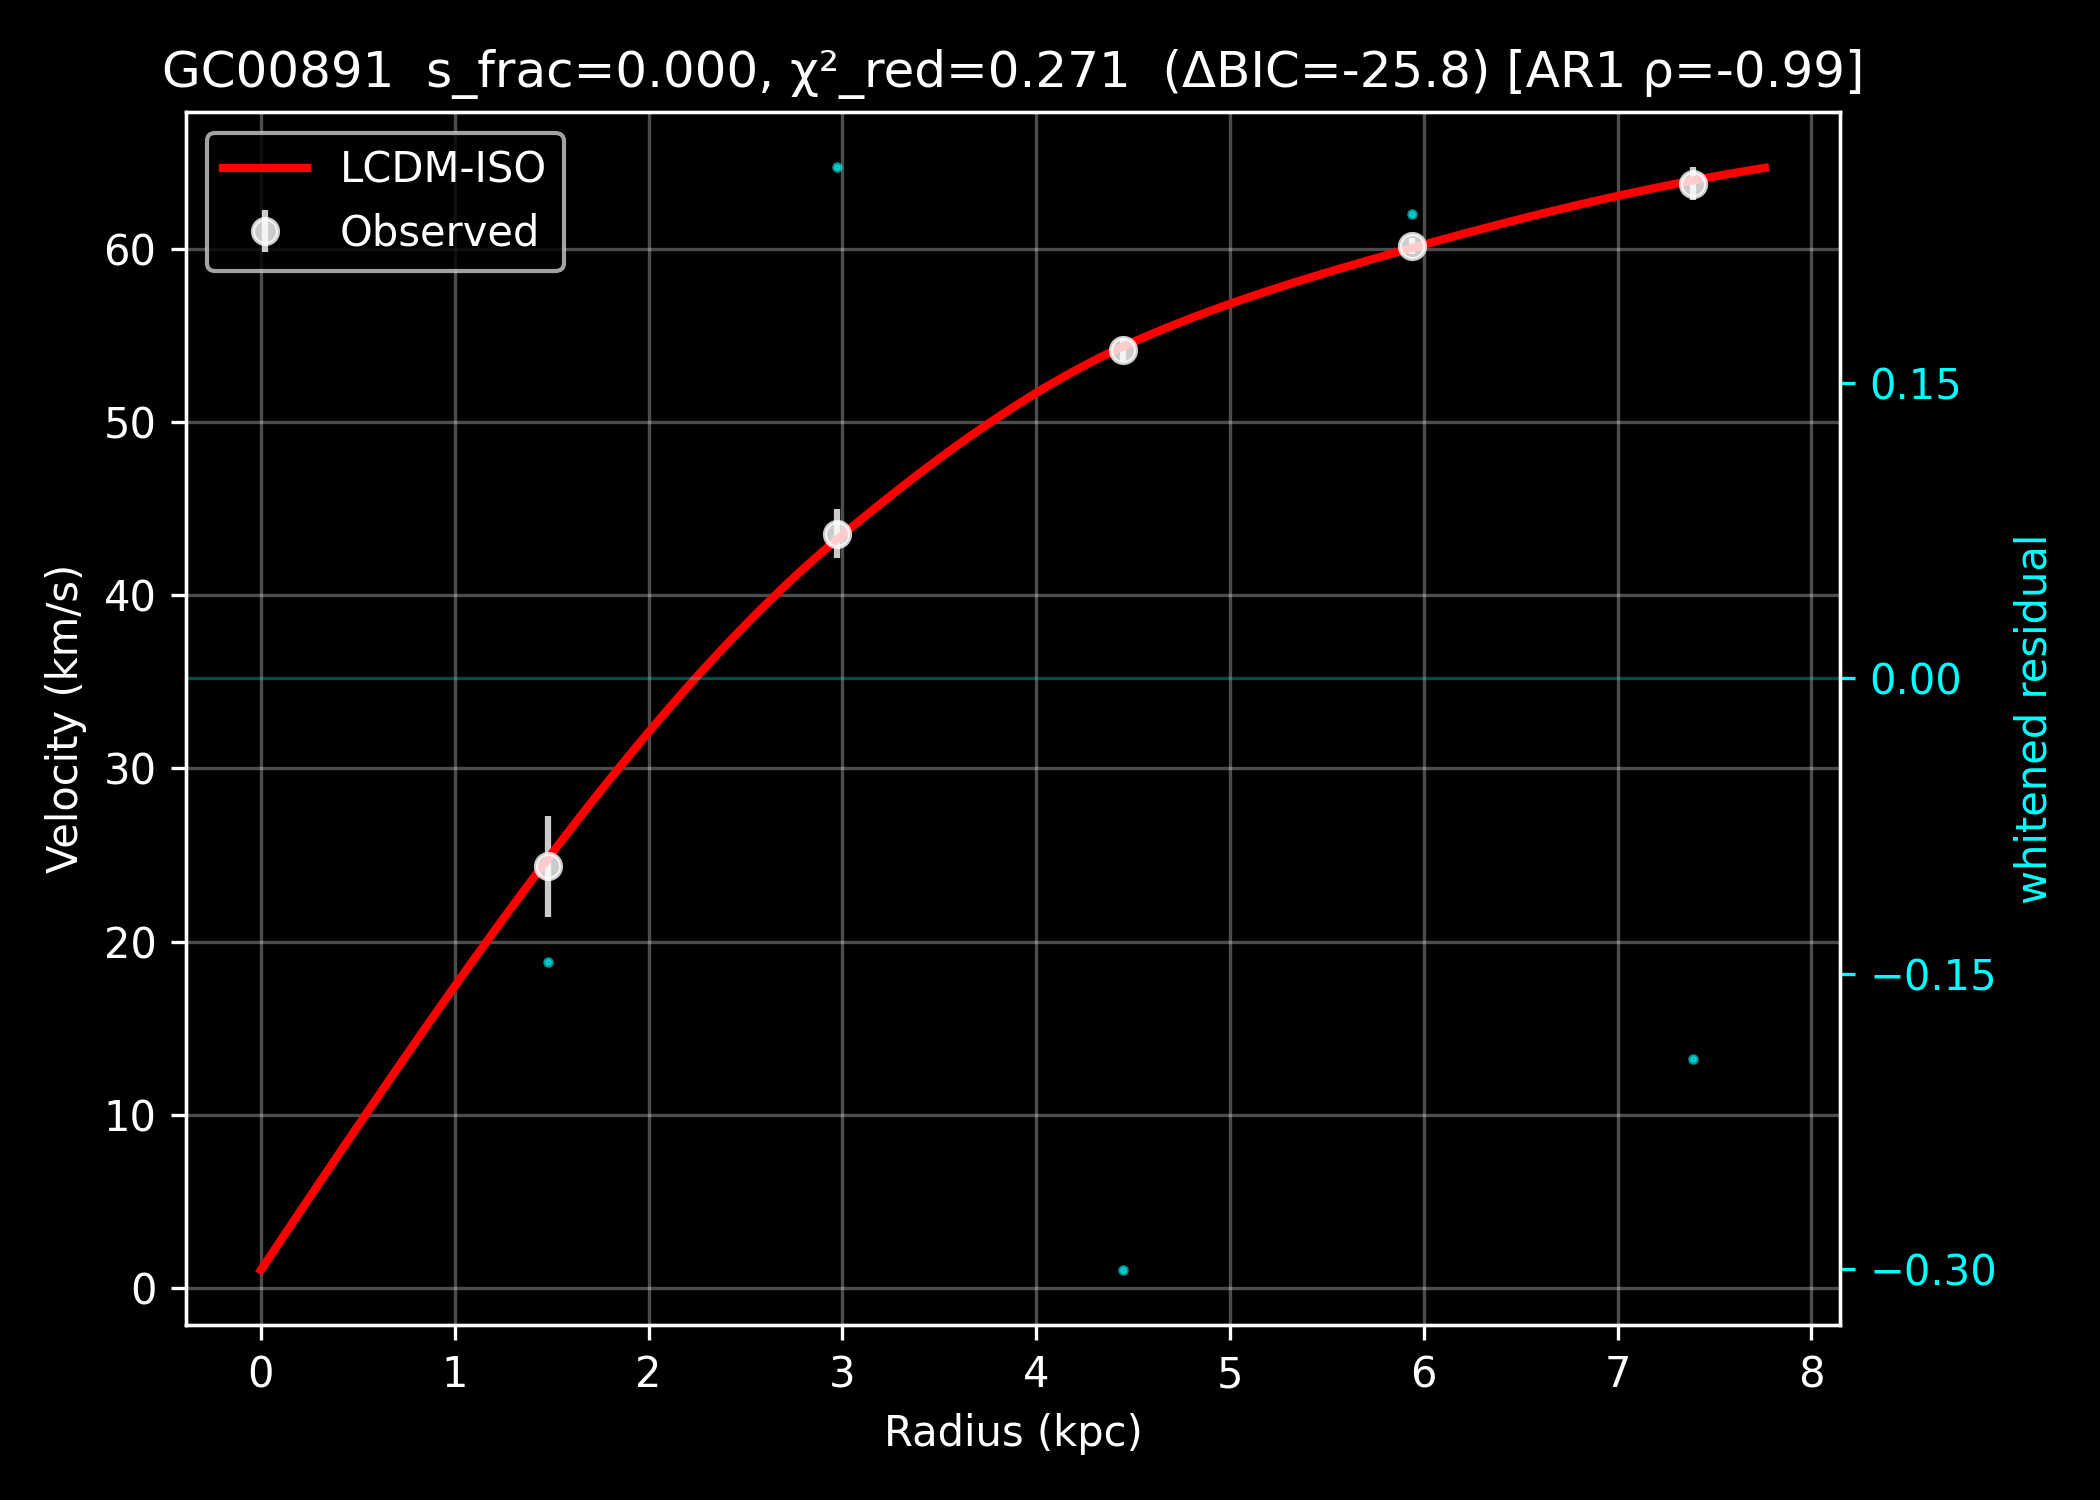 GC00891  s_frac=0.000, χ²_red=0.271  (ΔBIC=-25.8) [AR1 ρ=-0.99]
LCDM-ISO
Observed
60
50
40
30
20
10
0
Velocity (km/s)
0.15
0.00
−0.15
−0.30
whitened residual
0 1 2 3 4 5 6 7 8
Radius (kpc)